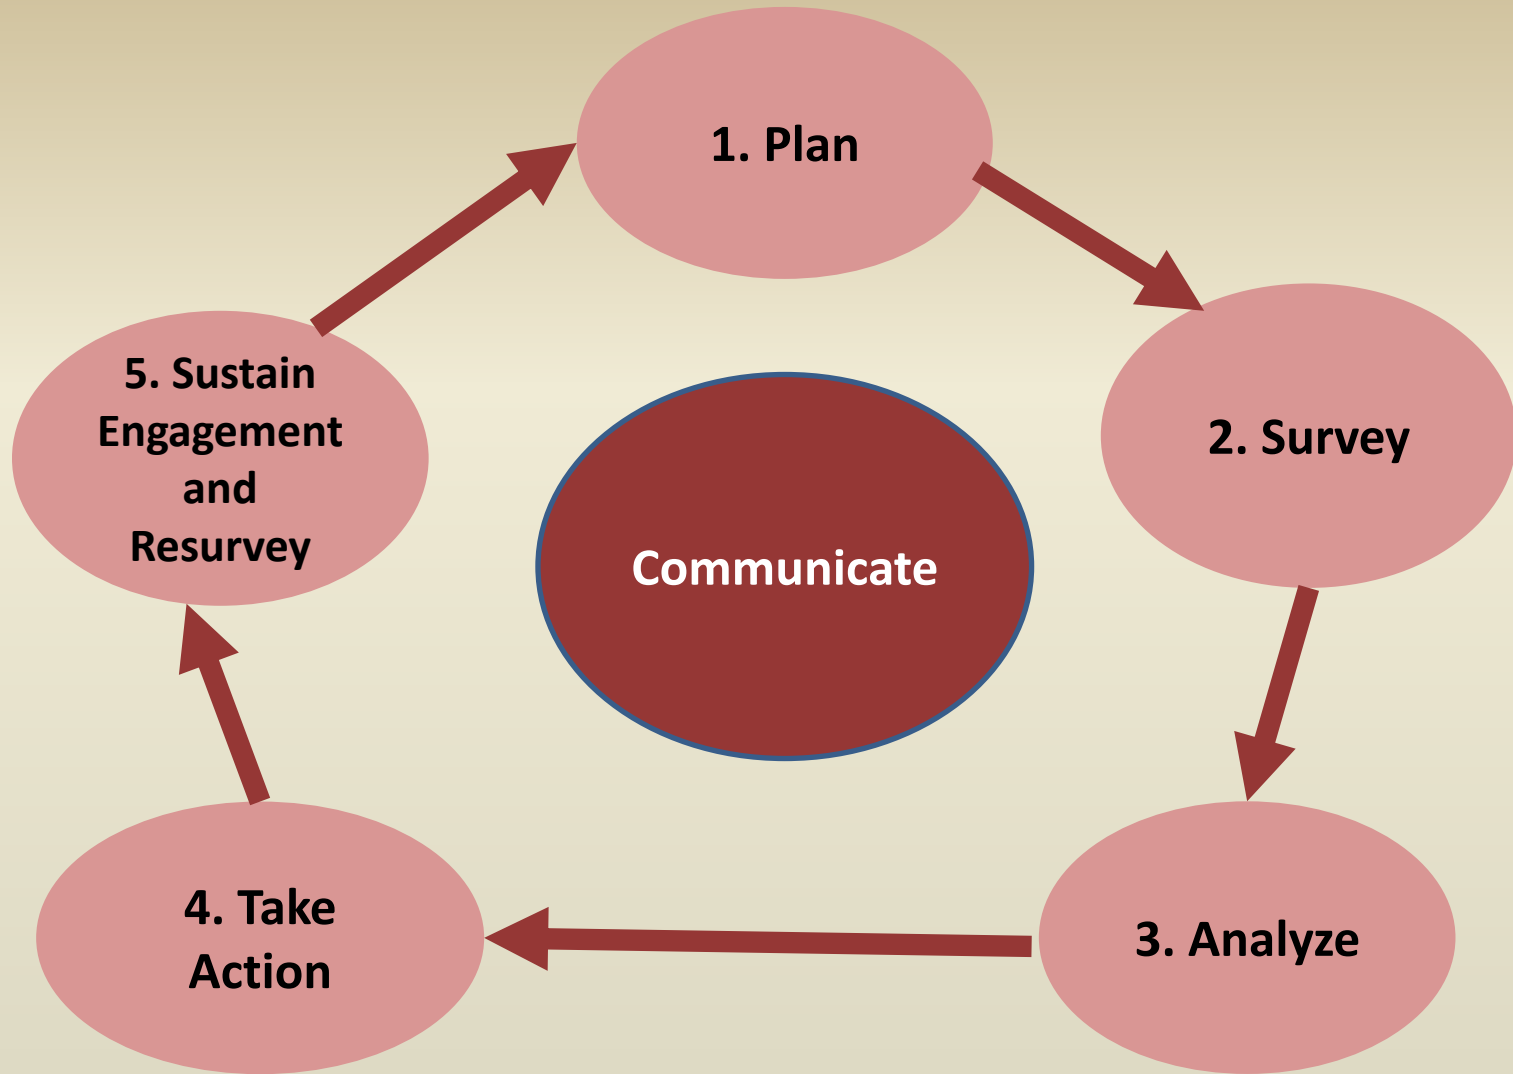 1. Plan
2. Survey
3. Analyze
4. Take
Action
5. Sustain
Engagement
and
Resurvey
Communicate